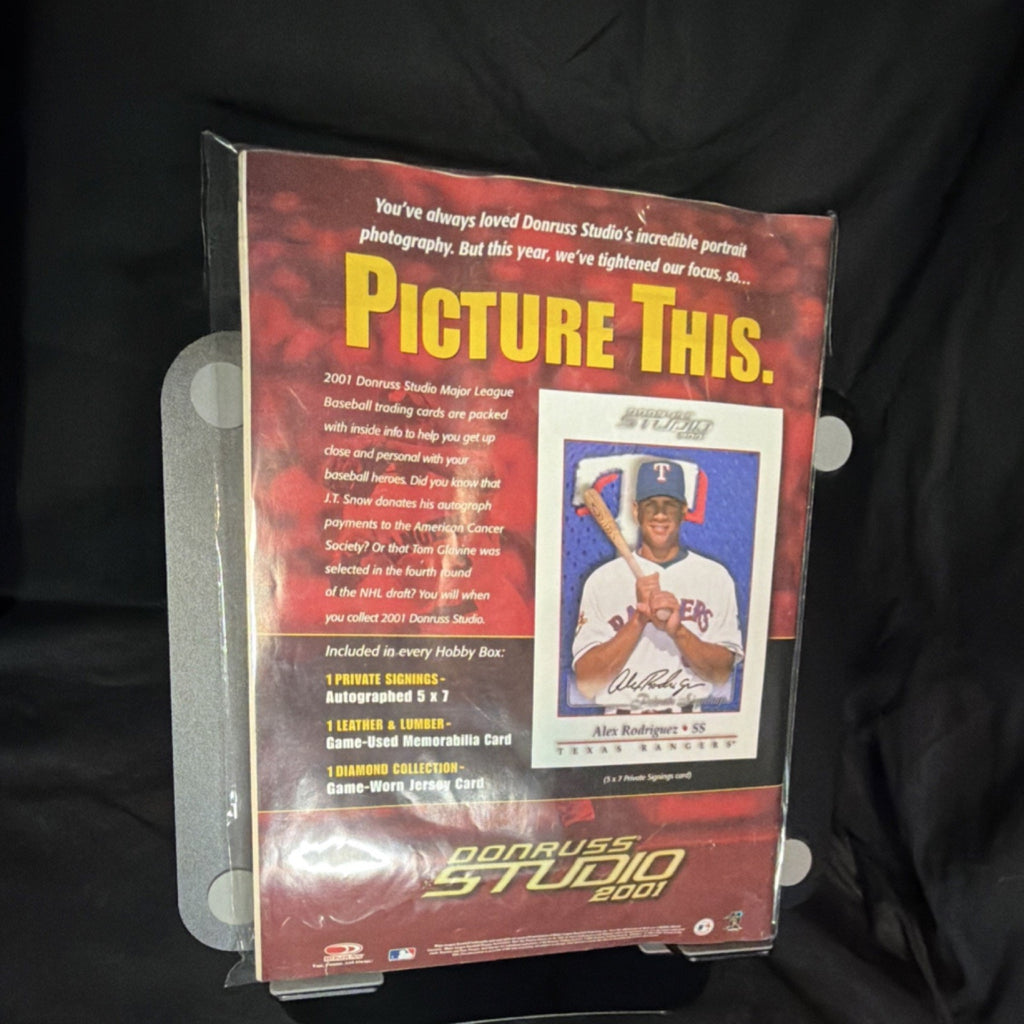 You've always loved Donruss Studio's incredible portrait
photography. But this year, we've tightened our focus, so...
PICTURE THIS.
2001 Donruss Studio Major League
Baseball trading cards are packed
with inside info to help you get up
close and personal with your
baseball heroes. Did you know that
J.T. Snow donates his autograph
payments to the American Cancer
Society? Or that Tom Glavine was
selected in the fourth round
of the NHL draft? You will when
you collect 2001 Donruss Studio.
DONRUSS
STUDIO
2001
T
RANGERS
Alex Rodriguez
Alex Rodriguez • SS
TEXAS RANGERS
(5 x 7 Private Signings card)
Included in every Hobby Box:
1 PRIVATE SIGNINGS -
Autographed 5 x 7
1 LEATHER & LUMBER -
Game-Used Memorabilia Card
1 DIAMOND COLLECTION -
Game-Worn Jersey Card
DONRUSS
STUDIO
2001